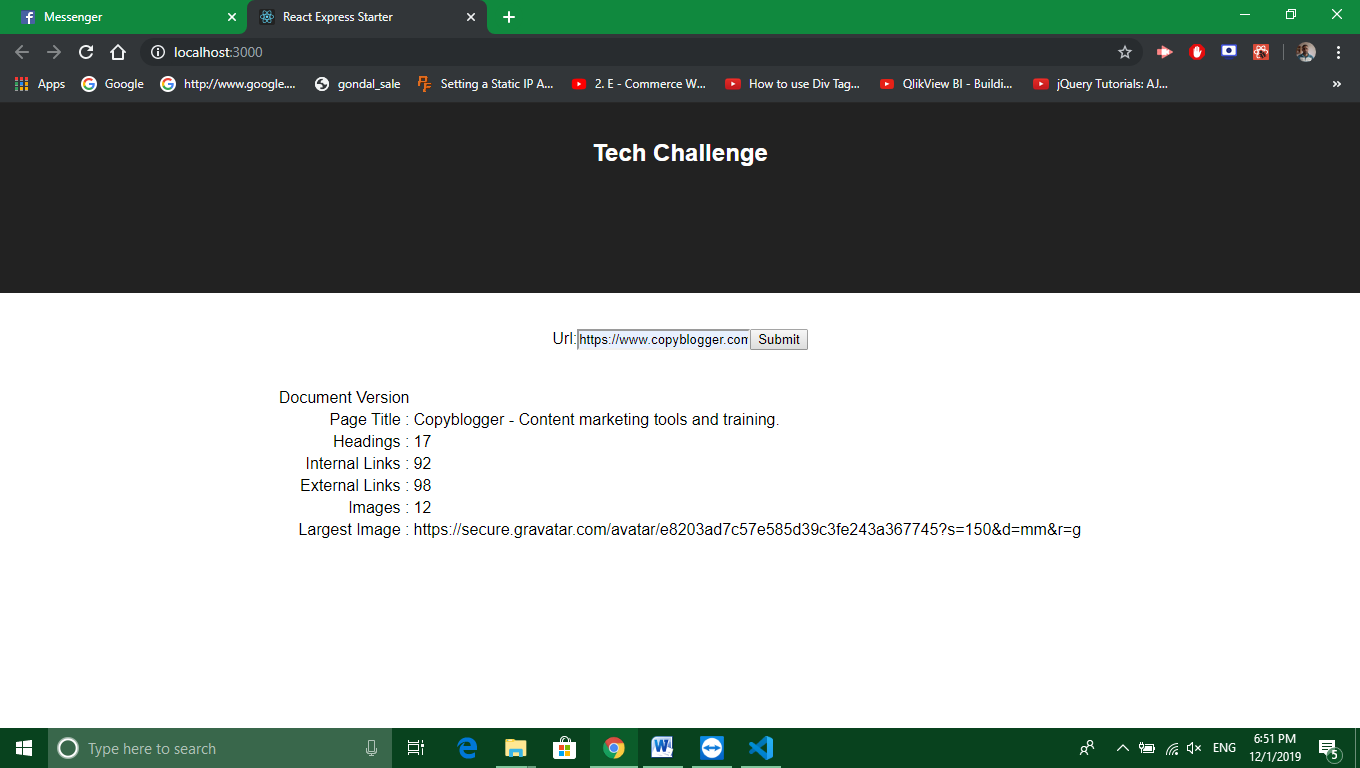 Messenger
React Express Starter
localhost:3000
Apps
Google
http://www.google....
gondal_sale
Setting a Static IP A...
2. E - Commerce W...
How to use Div Tag...
QlikView BI - Buildi...
jQuery Tutorials: AJ...
»
Tech Challenge
Url:https://www.copyblogger.com Submit
Document Version
Page Title : Copyblogger - Content marketing tools and training.
Headings : 17
Internal Links : 92
External Links : 98
Images : 12
Largest Image : https://secure.gravatar.com/avatar/e8203ad7c57e585d39c3fe243a367745?s=150&d=mm&r=g
Type here to search
ENG
6:51 PM
12/1/2019
5